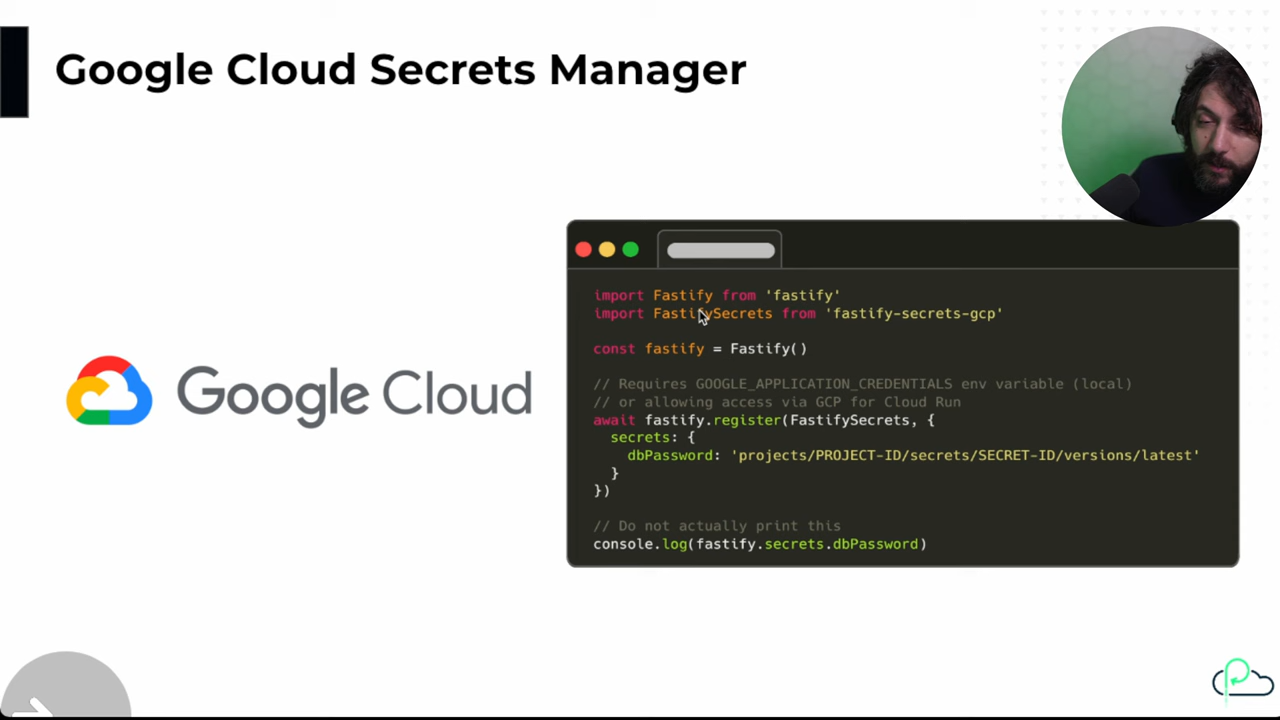 Google Cloud Secrets Manager
Google Cloud
import Fastify from 'fastify'
import FastifySecrets from 'fastify-secrets-gcp'
const fastify = Fastify()
// Requires GOOGLE_APPLICATION_CREDENTIALS env variable (local)
// or allowing access via GCP for Cloud Run
await fastify.register(FastifySecrets, {
secrets: {
dbPassword: 'projects/PROJECT-ID/secrets/SECRET-ID/versions/latest'
}
})
// Do not actually print this
console.log(fastify.secrets.dbPassword)